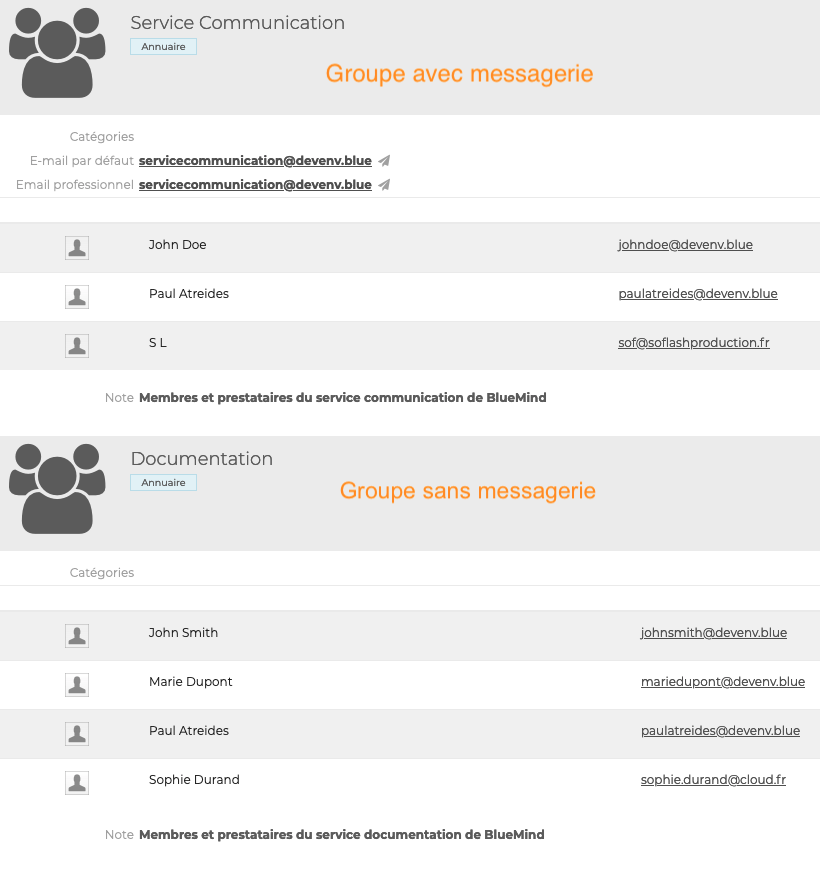 Service Communication
Annuaire
Groupe avec messagerie
Catégories
E-mail par défaut servicecommunication@devenv.blue
Email professionnel servicecommunication@devenv.blue
John Doe johndoe@devenv.blue
Paul Atreides paulatreides@devenv.blue
S L sof@soflashproduction.fr
Note Membres et prestataires du service communication de BlueMind
Documentation
Annuaire
Groupe sans messagerie
Catégories
John Smith johnsmith@devenv.blue
Marie Dupont mariedupont@devenv.blue
Paul Atreides paulatreides@devenv.blue
Sophie Durand sophie.durand@cloud.fr
Note Membres et prestataires du service documentation de BlueMind